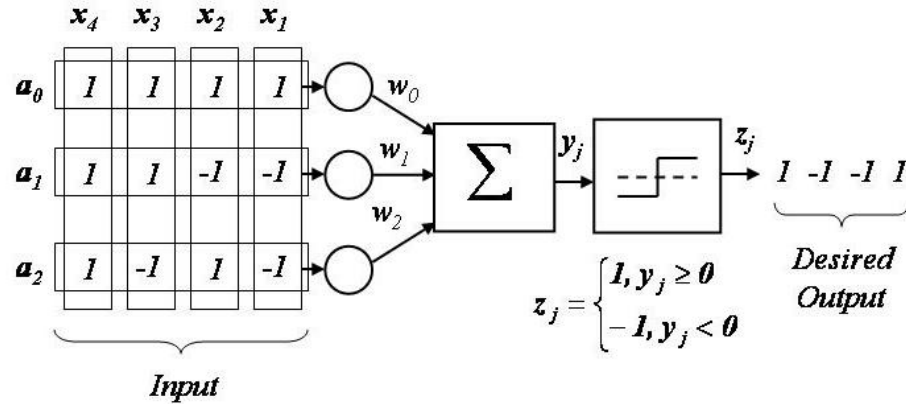 x₄ x₃ x₂ x₁
a₀ 1 1 1 1 w₀
a₁ 1 1 -1 -1 w₁ Σ yⱼ zⱼ 1 -1 -1 1
a₂ 1 -1 1 -1 w₂
Desired
Output
zⱼ = { 1, yⱼ ≥ 0
-1, yⱼ < 0
Input